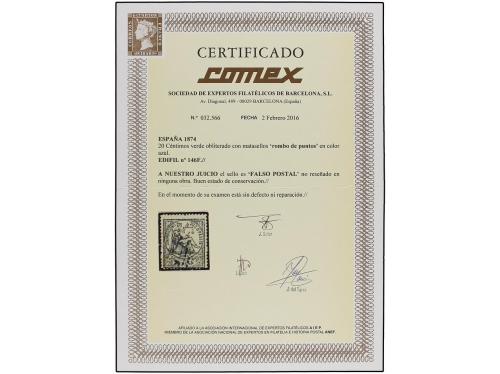 CERTIFICADO
comex
SOCIEDAD DE EXPERTOS FILATÉLICOS DE BARCELONA, S.L.
Av. Diagonal, 489 - 08029 BARCELONA (España)
N.º 032.566 FECHA 2 Febrero 2016
ESPAÑA 1874
20 Céntimos verde obliterado con matasellos "rombo de puntos" en color
azul.
EDIFIL nº 146F.//
A NUESTRO JUICIO el sello es "FALSO POSTAL" no reseñado en
ninguna obra. Buen estado de conservación.//
En el momento de su examen está sin defecto ni reparación.//
AFILIADO A LA ASOCIACION INTERNACIONAL DE EXPERTOS FILATÉLICOS A I E P.
MIEMBRO DE LA ASOCIACIÓN NACIONAL DE EXPERTOS EN FILATELIA E HISTORIA POSTAL ANEF.